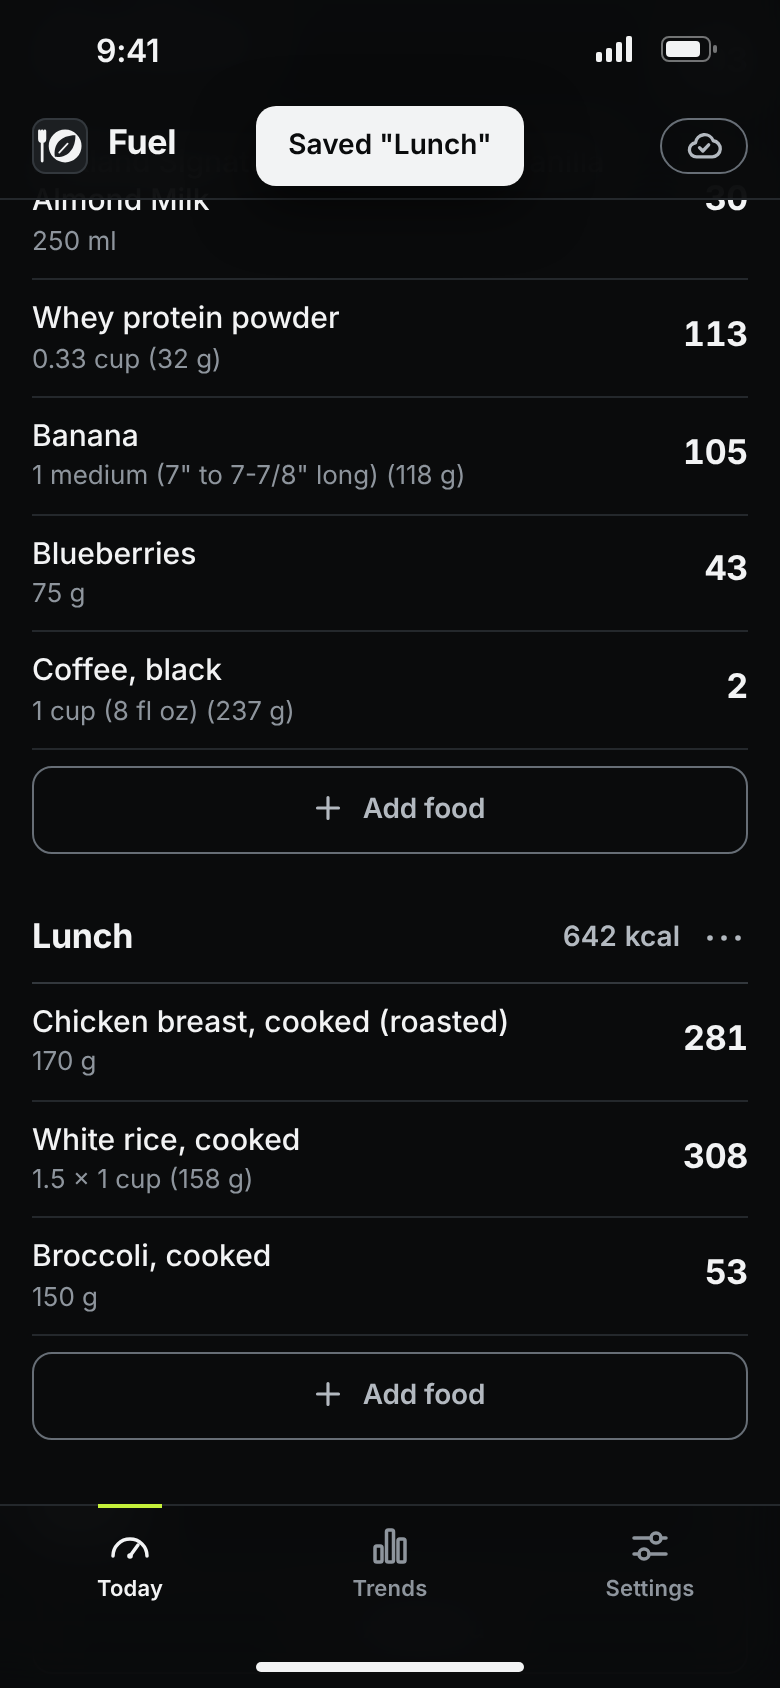 9:41
Fuel
Saved "Lunch"
Almond Milk
30
250 ml
Whey protein powder
113
0.33 cup (32 g)
Banana
105
1 medium (7" to 7-7/8" long) (118 g)
Blueberries
43
75 g
Coffee, black
2
1 cup (8 fl oz) (237 g)
+ Add food
Lunch
642 kcal ...
Chicken breast, cooked (roasted)
281
170 g
White rice, cooked
308
1.5 × 1 cup (158 g)
Broccoli, cooked
53
150 g
+ Add food
Today
Trends
Settings